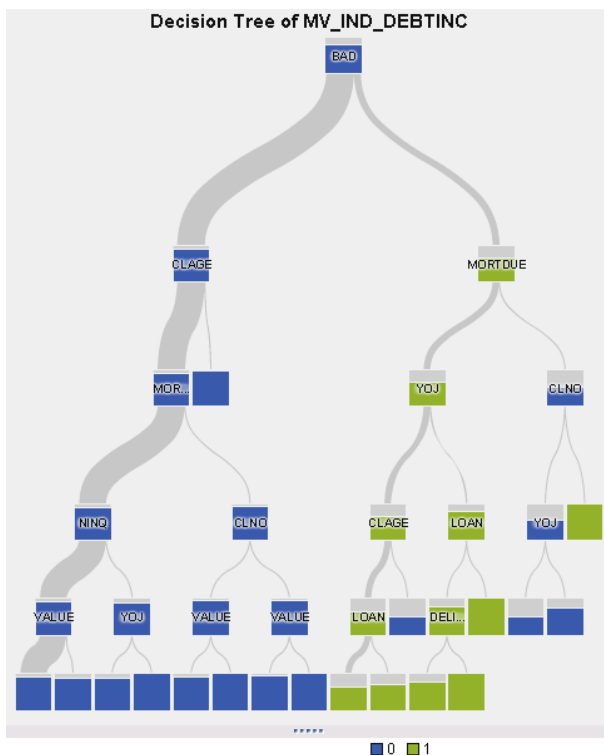 Decision Tree of MV_IND_DEBTINC
BAD
CLAGE
MORTDUE
MOR...
YOJ
CLNO
NINQ
CLNO
CLAGE
LOAN
YOJ
VALUE
YOJ
VALUE
VALUE
LOAN
DELI...
0
1